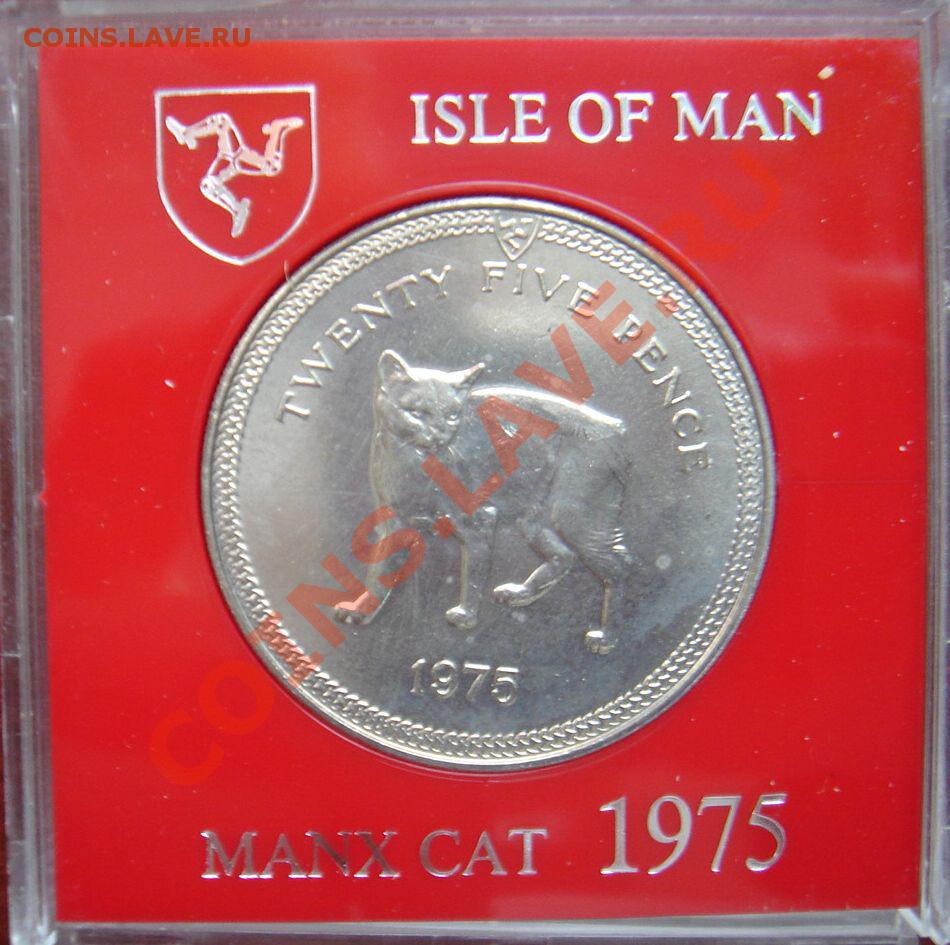 COINS.LAVE.RU
ISLE OF MAN
TWENTY FIVE PENCE
COINS.LAVE.RU
1975
MANX CAT 1975